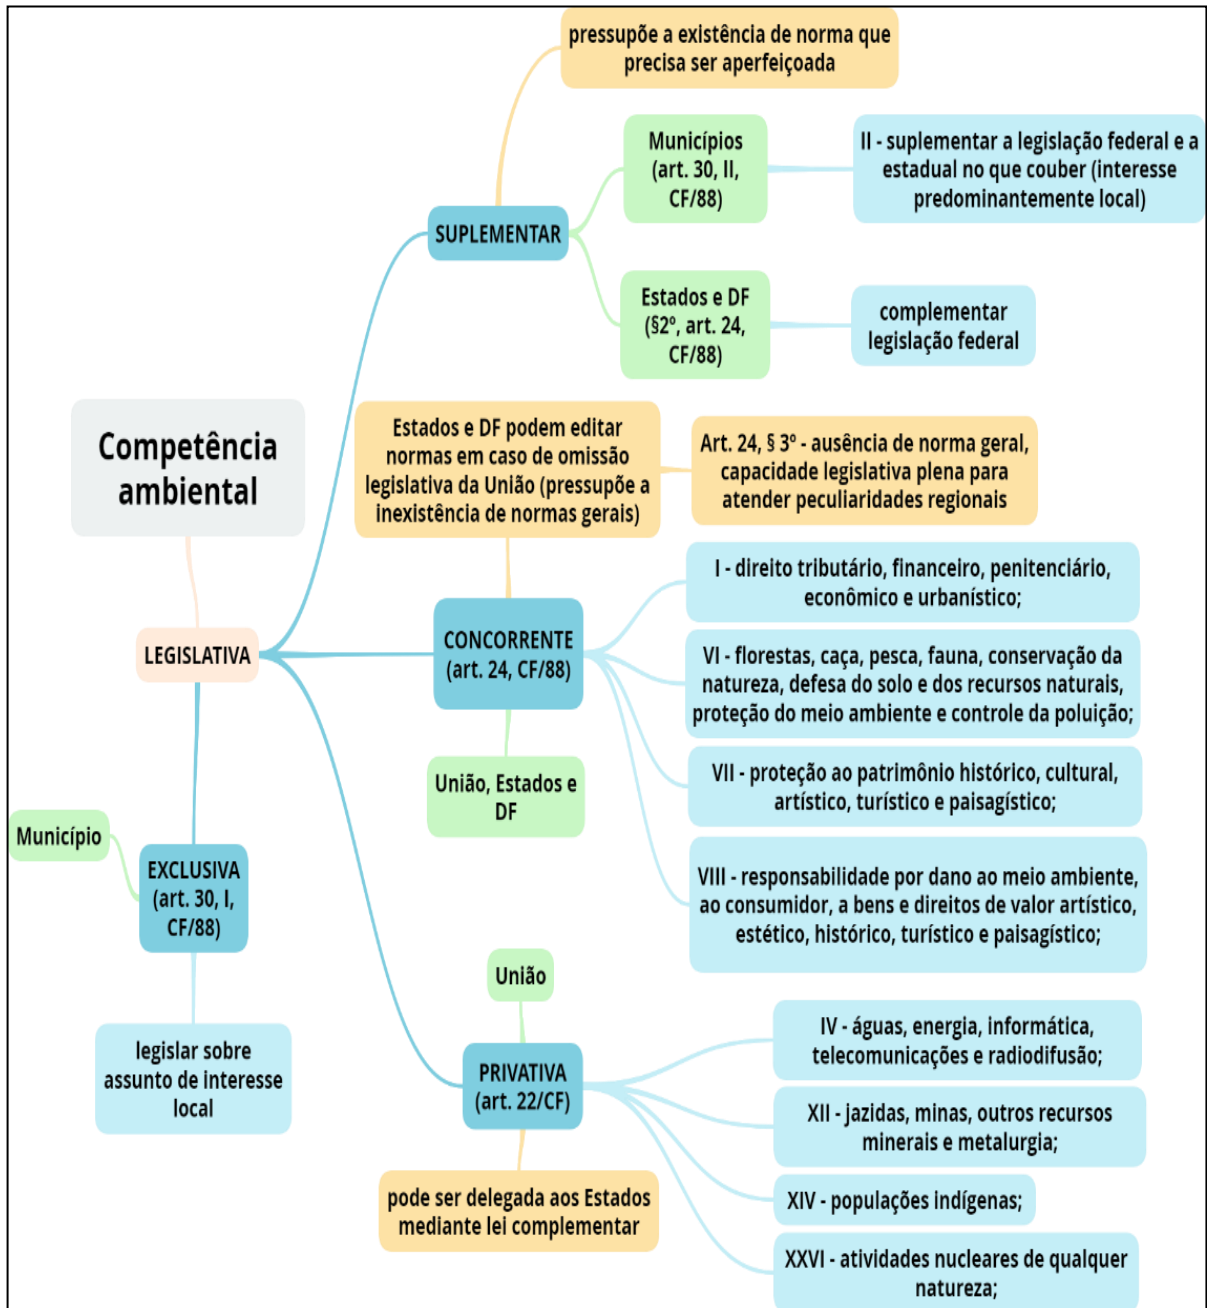 pressupõe a existência de norma que
precisa ser aperfeiçoada
Municípios
(art. 30, II,
CF/88)
II - suplementar a legislação federal e a
estadual no que couber (interesse
predominantemente local)
SUPLEMENTAR
Estados e DF
(§2º, art. 24,
CF/88)
complementar
legislação federal
Competência
ambiental
Estados e DF podem editar
normas em caso de omissão
legislativa da União (pressupõe a
inexistência de normas gerais)
Art. 24, § 3º - ausência de norma geral,
capacidade legislativa plena para
atender peculiaridades regionais
LEGISLATIVA
CONCORRENTE
(art. 24, CF/88)
I - direito tributário, financeiro, penitenciário,
econômico e urbanístico;
VI - florestas, caça, pesca, fauna, conservação da
natureza, defesa do solo e dos recursos naturais,
proteção do meio ambiente e controle da poluição;
União, Estados e
DF
VII - proteção ao patrimônio histórico, cultural,
artístico, turístico e paisagístico;
VIII - responsabilidade por dano ao meio ambiente,
ao consumidor, a bens e direitos de valor artístico,
estético, histórico, turístico e paisagístico;
Município
EXCLUSIVA
(art. 30, I,
CF/88)
legislar sobre
assunto de interesse
local
União
PRIVATIVA
(art. 22/CF)
pode ser delegada aos Estados
mediante lei complementar
IV - águas, energia, informática,
telecomunicações e radiodifusão;
XII - jazidas, minas, outros recursos
minerais e metalurgia;
XIV - populações indígenas;
XXVI - atividades nucleares de qualquer
natureza;